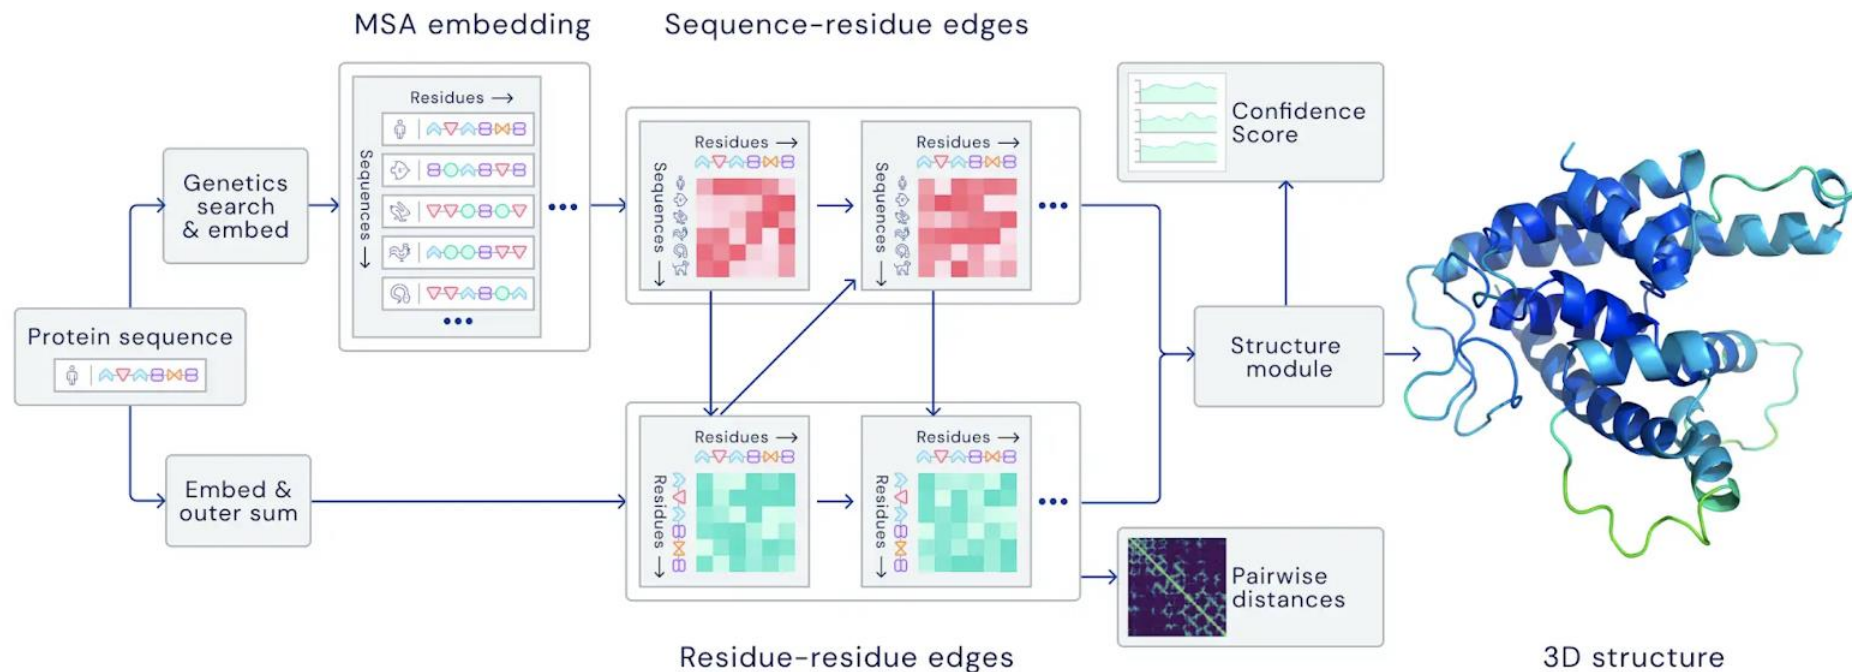 MSA embedding
Sequence-residue edges
Residues →
Sequences →
Genetics
search
& embed
Protein sequence
Embed &
outer sum
Residues →
Sequences →
Residues →
Sequences →
Residues →
Residues →
Residues →
Residues →
Confidence
Score
Structure
module
Pairwise
distances
Residue-residue edges
3D structure